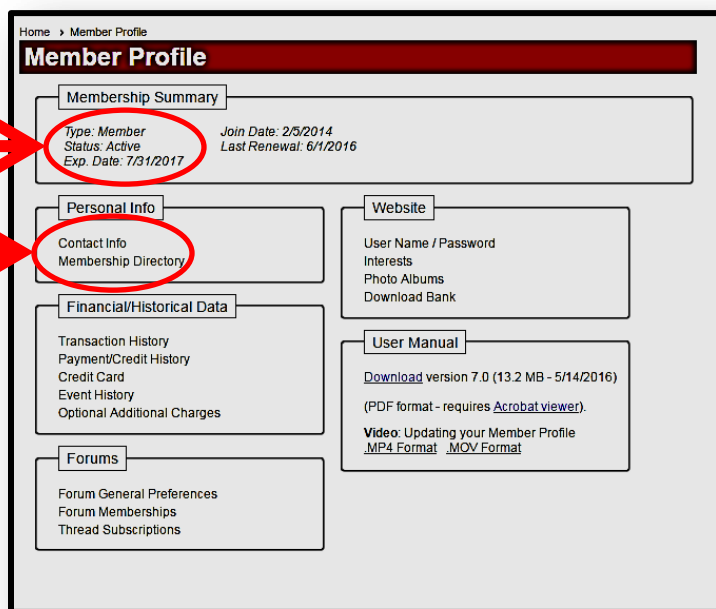 Home > Member Profile
Member Profile
Membership Summary
Type: Member
Status: Active
Exp. Date: 7/31/2017
Join Date: 2/5/2014
Last Renewal: 6/1/2016
Personal Info
Contact Info
Membership Directory
Financial/Historical Data
Transaction History
Payment/Credit History
Credit Card
Event History
Optional Additional Charges
Forums
Forum General Preferences
Forum Memberships
Thread Subscriptions
Website
User Name / Password
Interests
Photo Albums
Download Bank
User Manual
Download version 7.0 (13.2 MB - 5/14/2016)
(PDF format - requires Acrobat viewer).
Video: Updating your Member Profile
.MP4 Format .MOV Format